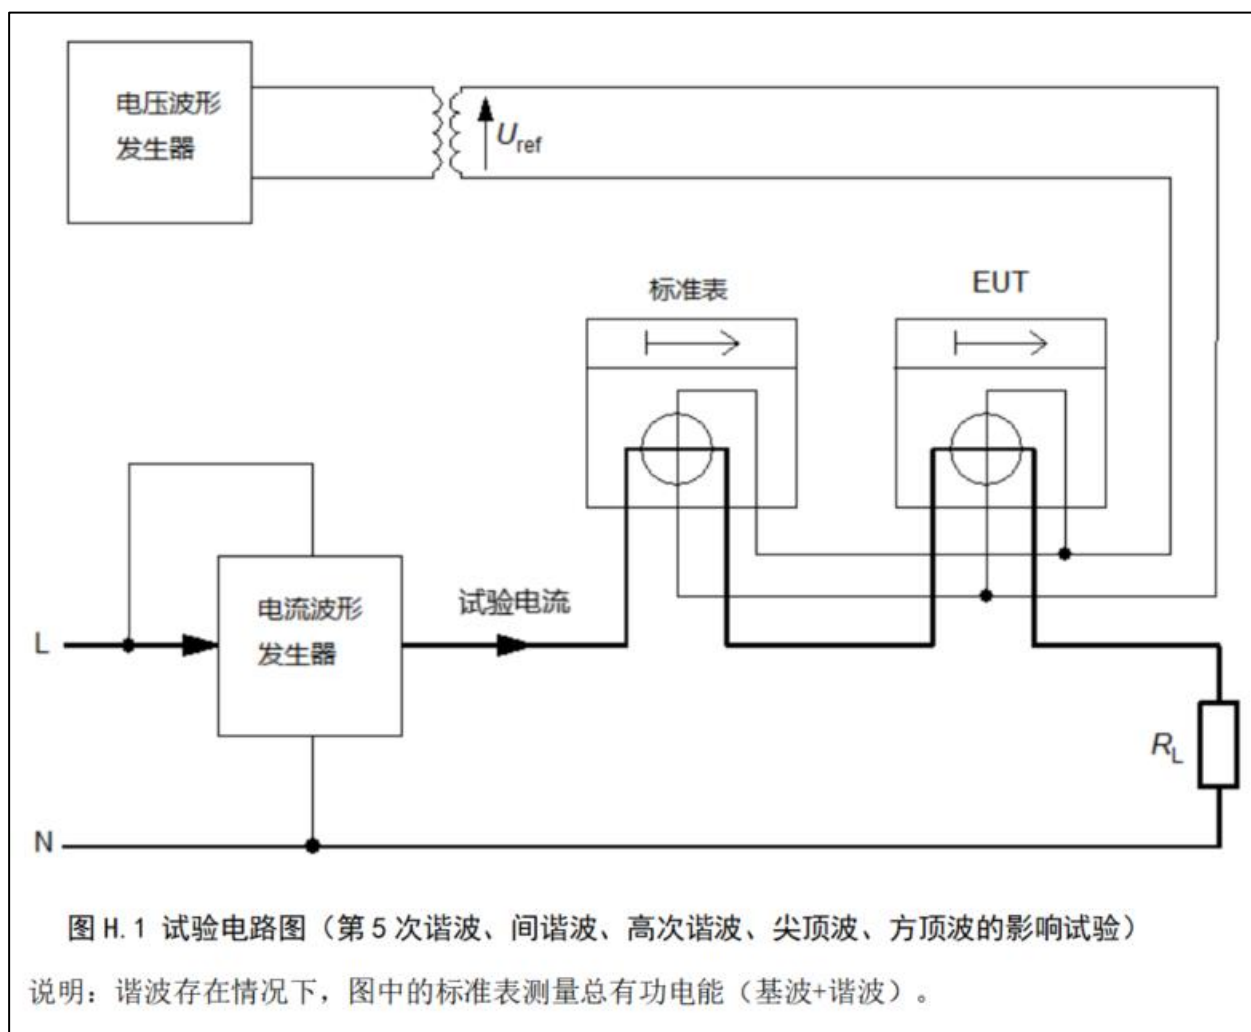 电压波形
发生器
Uref
标准表
EUT
电流波形
发生器
试验电流
L
RL
N
图 H.1 试验电路图（第 5 次谐波、间谐波、高次谐波、尖顶波、方顶波的影响试验）
说明：谐波存在情况下，图中的标准表测量总有功电能（基波+谐波）。